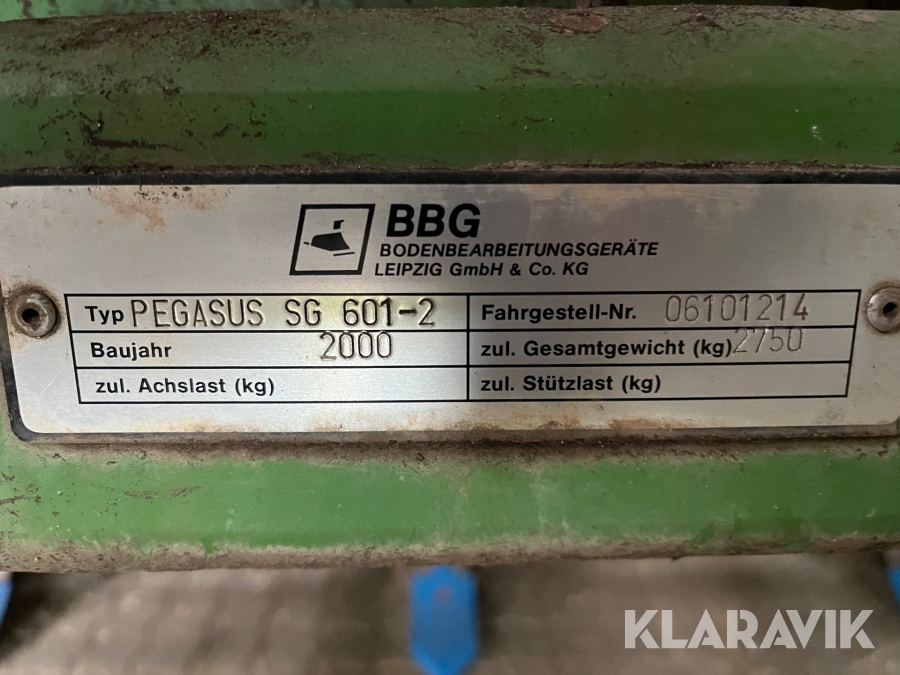 BBG
BODENBEARBEITUNGSGERÄTE
LEIPZIG GmbH & Co. KG
Typ PEGASUS SG 601-2 Fahrgestell-Nr. 06101214
Baujahr 2000 zul. Gesamtgewicht (kg) 2750
zul. Achslast (kg) zul. Stützlast (kg)
KLARAVIK